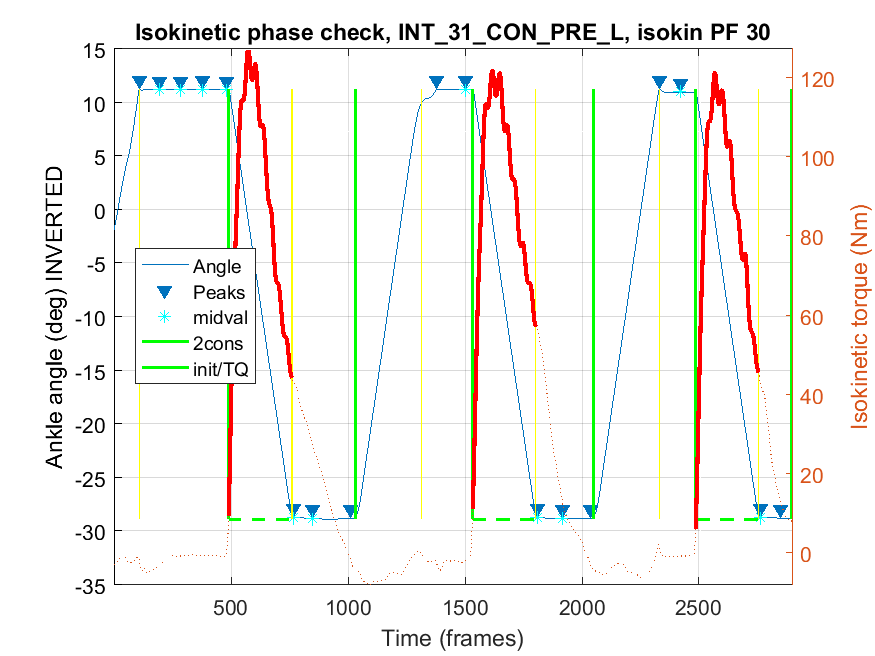 Isokinetic phase check, INT_31_CON_PRE_L, isokin PF 30
15
10
5
0
-5
-10
-15
-20
-25
-30
-35
Ankle angle (deg) INVERTED
Angle
Peaks
midval
2cons
init/TQ
120
100
80
60
40
20
0
Isokinetic torque (Nm)
500
1000
1500
2000
2500
Time (frames)